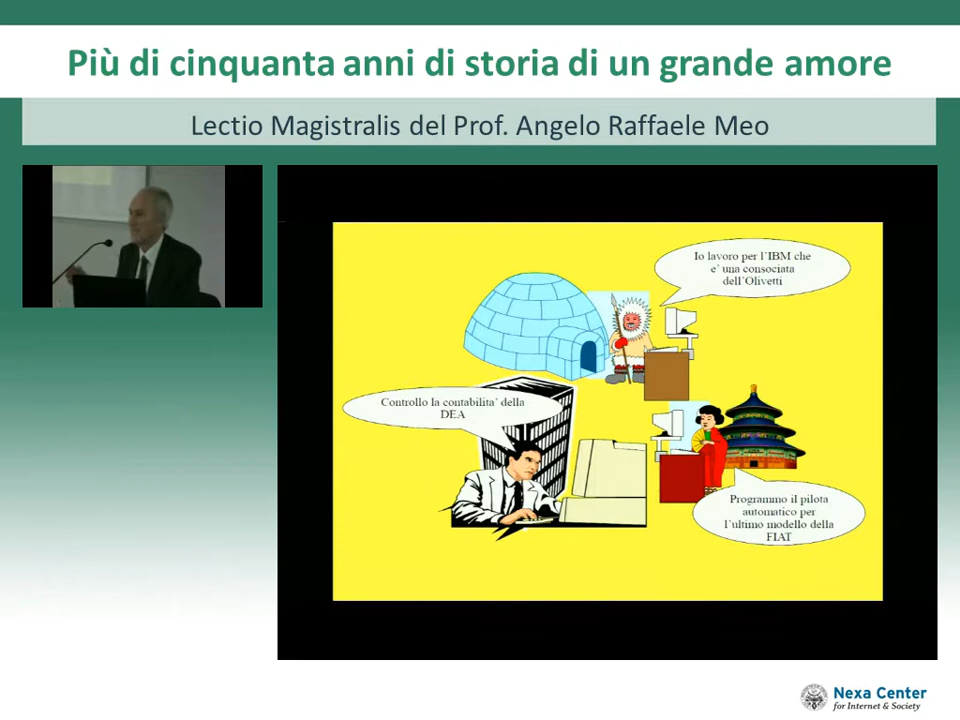 Più di cinquanta anni di storia di un grande amore
Lectio Magistralis del Prof. Angelo Raffaele Meo
Io lavoro per l'IBM che
e' una consociata
dell'Olivetti
Controllo la contabilita' della
DEA
Programmo il pilota
automatico per
l'ultimo modello della
FIAT
Nexa Center
for Internet & Society